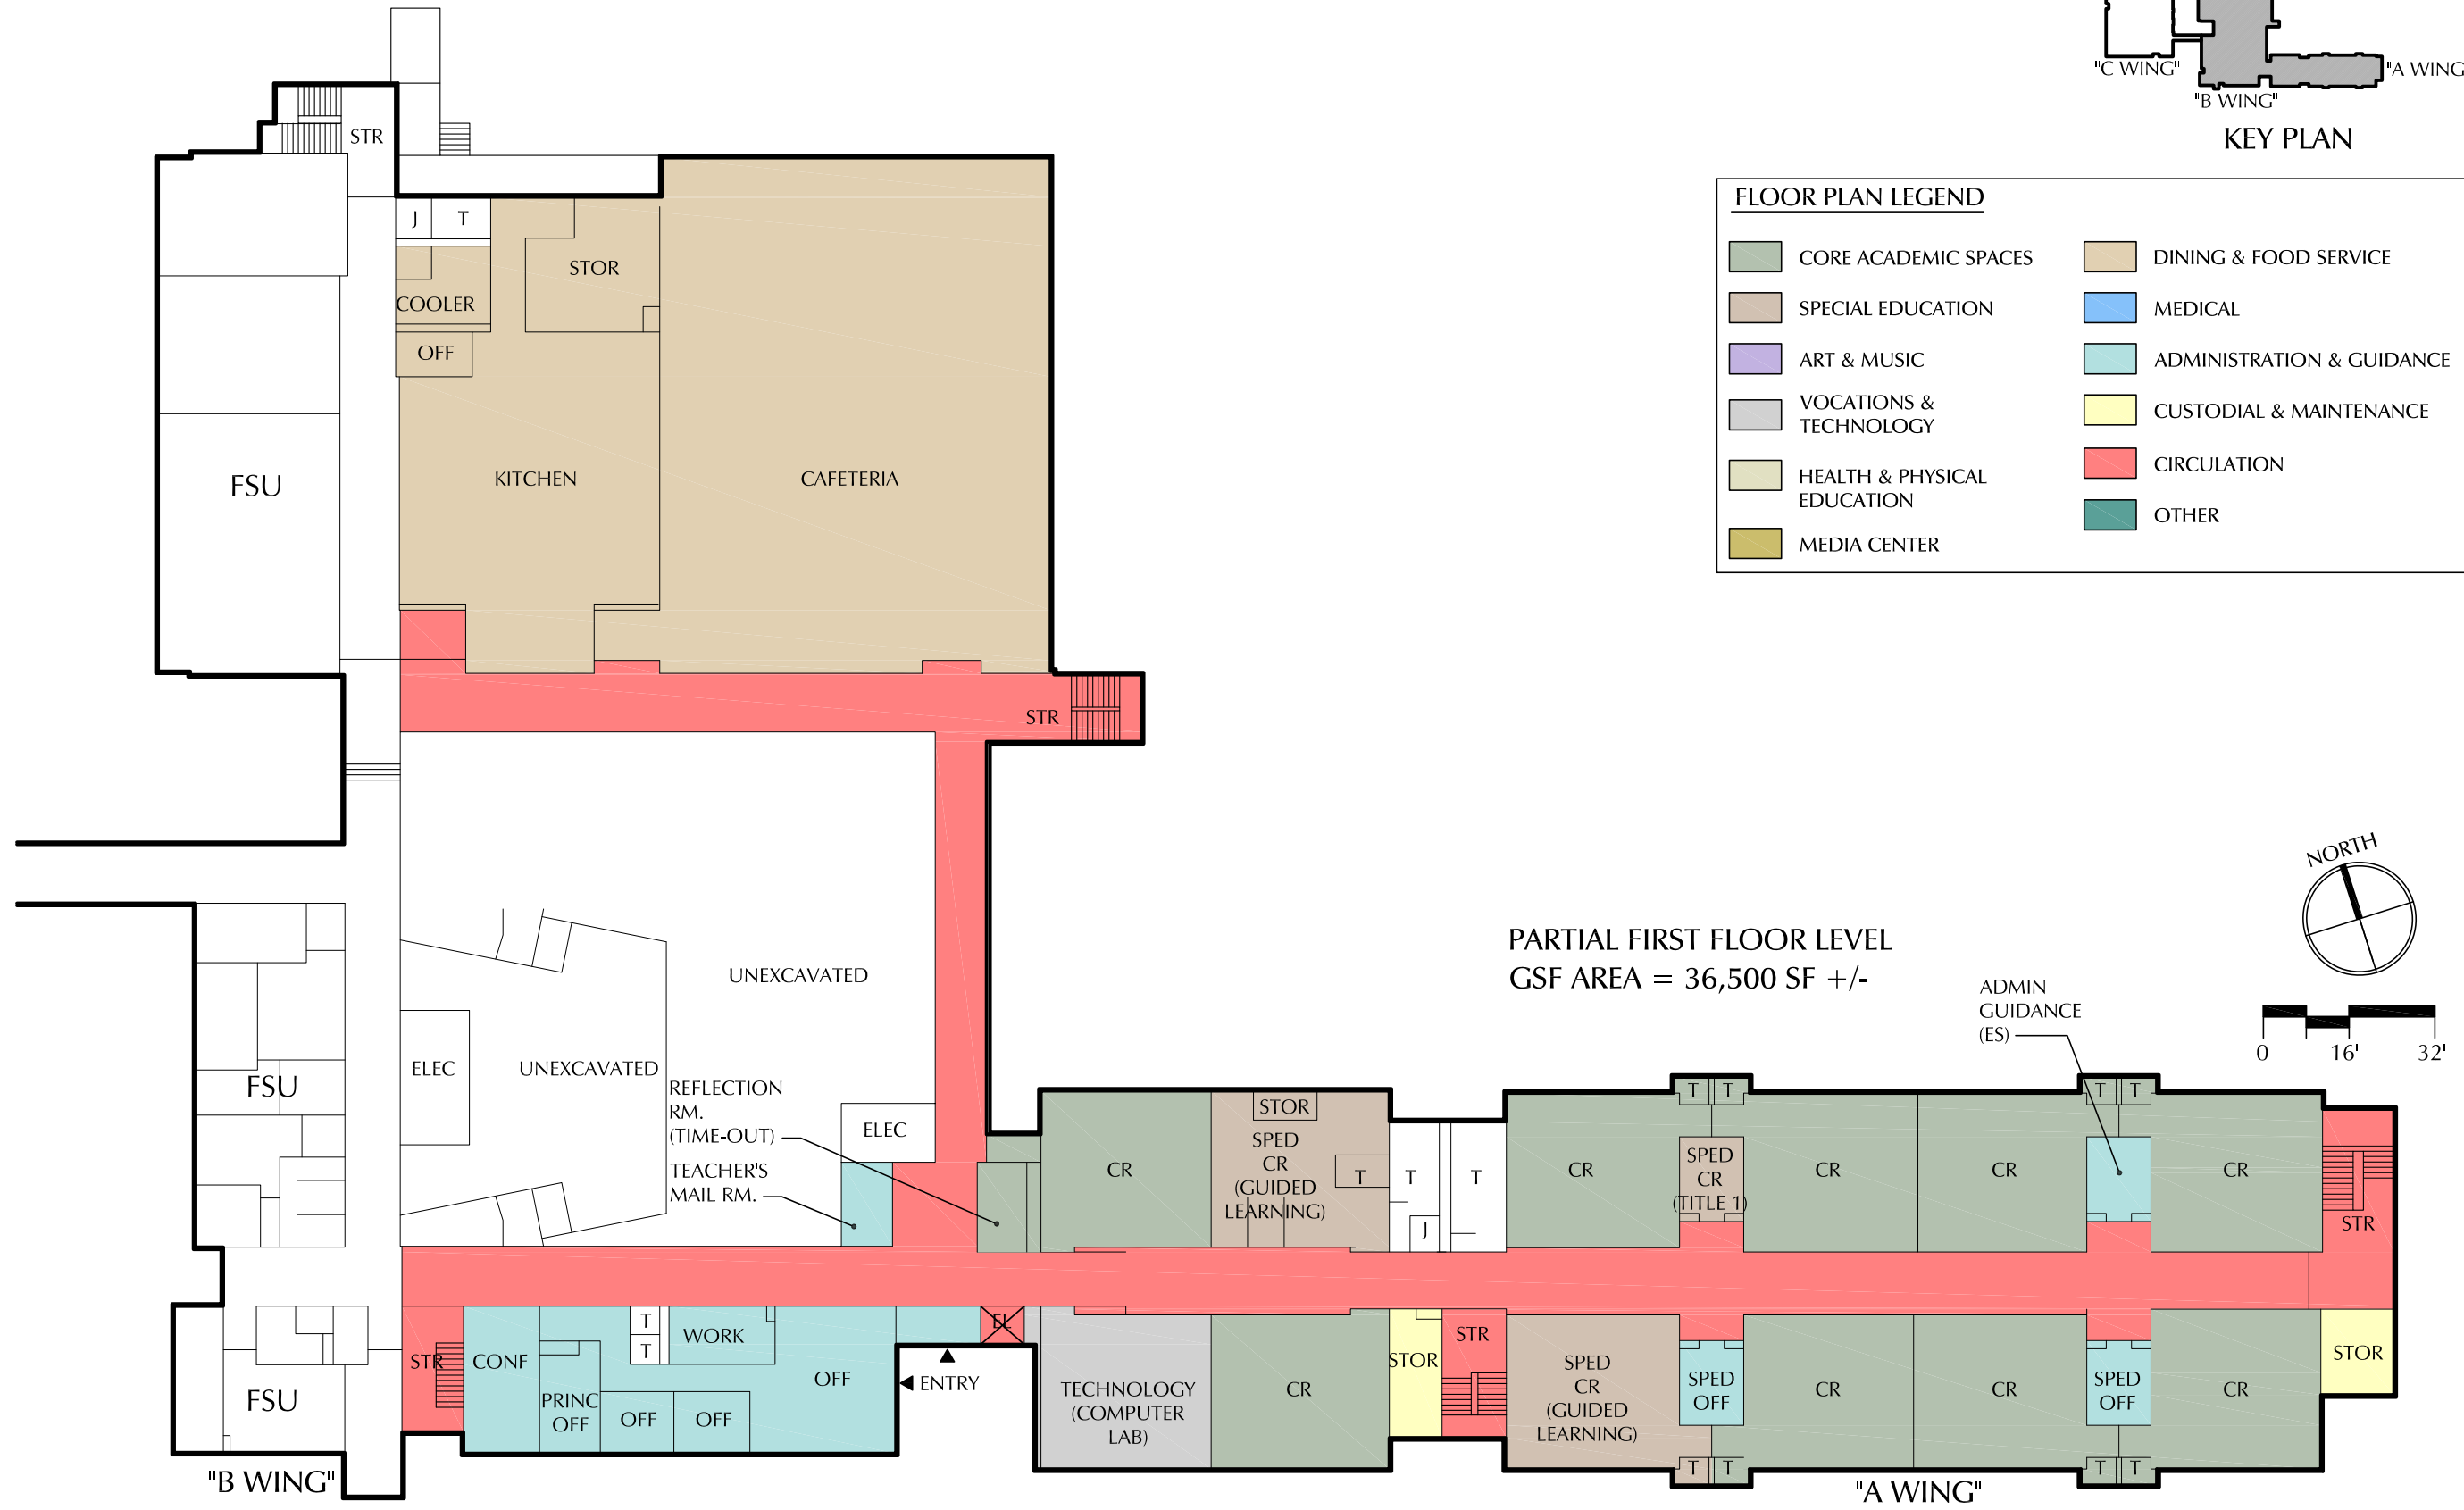 "C WING"
"A WING
"B WING"
KEY PLAN
FLOOR PLAN LEGEND
CORE ACADEMIC SPACES
SPECIAL EDUCATION
ART & MUSIC
VOCATIONS &
TECHNOLOGY
HEALTH & PHYSICAL
EDUCATION
MEDIA CENTER
DINING & FOOD SERVICE
MEDICAL
ADMINISTRATION & GUIDANCE
CUSTODIAL & MAINTENANCE
CIRCULATION
OTHER
STR
J
T
STOR
COOLER
OFF
FSU
KITCHEN
CAFETERIA
STR
NORTH
PARTIAL FIRST FLOOR LEVEL
GSF AREA = 36,500 SF +/-
0
16'
32'
UNEXCAVATED
ELEC
UNEXCAVATED
FSU
REFLECTION
RM.
(TIME-OUT)
TEACHER'S
MAIL RM.
ELEC
ADMIN
GUIDANCE
(ES)
CR
STOR
SPED
CR
(GUIDED
LEARNING)
T
T
T
J
CR
T
T
SPED
CR
(TITLE 1)
CR
CR
T
T
CR
STR
STR
CONF
PRINC
OFF
T
T
WORK
OFF
OFF
OFF
EL
ENTRY
FSU
TECHNOLOGY
(COMPUTER
LAB)
CR
STOR
STR
SPED
CR
(GUIDED
LEARNING)
SPED
OFF
T
T
CR
CR
SPED
OFF
T
T
CR
STOR
"B WING"
"A WING"